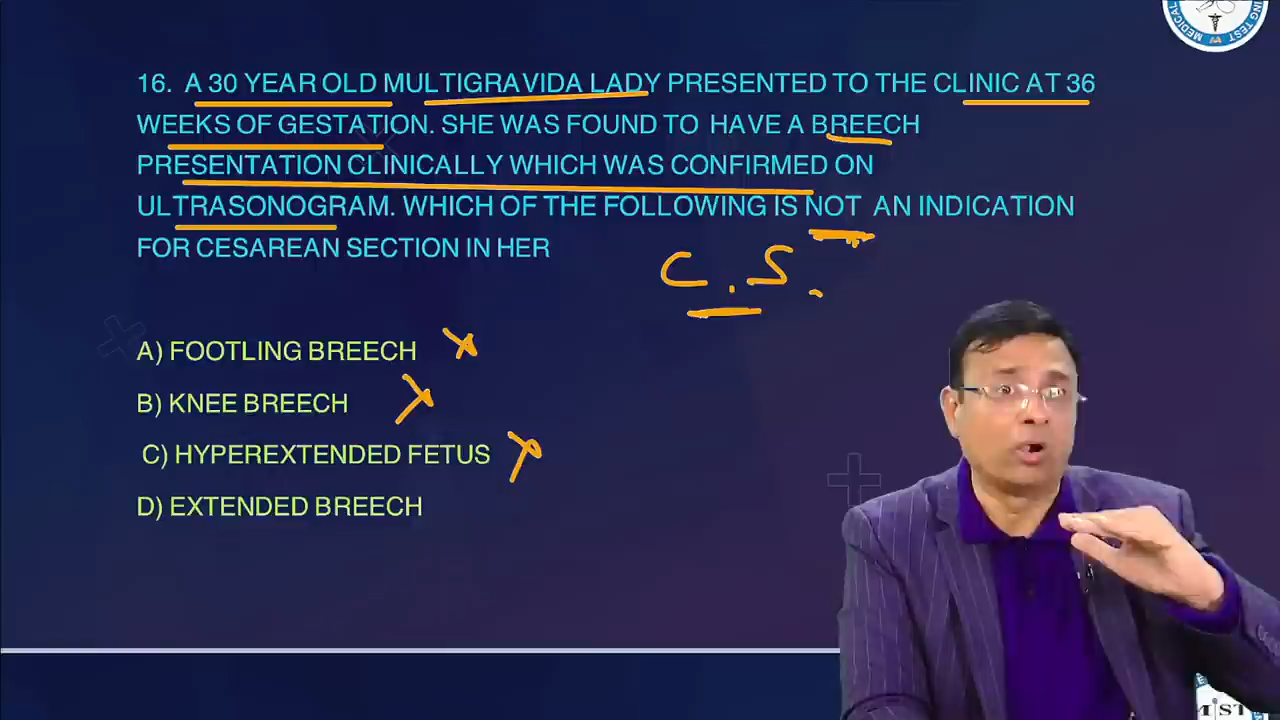 16. A 30 YEAR OLD MULTIGRAVIDA LADY PRESENTED TO THE CLINIC AT 36
WEEKS OF GESTATION. SHE WAS FOUND TO HAVE A BREECH
PRESENTATION CLINICALLY WHICH WAS CONFIRMED ON
ULTRASONOGRAM. WHICH OF THE FOLLOWING IS NOT AN INDICATION
FOR CESAREAN SECTION IN HER
C.S.
A) FOOTLING BREECH
B) KNEE BREECH
C) HYPEREXTENDED FETUS
D) EXTENDED BREECH